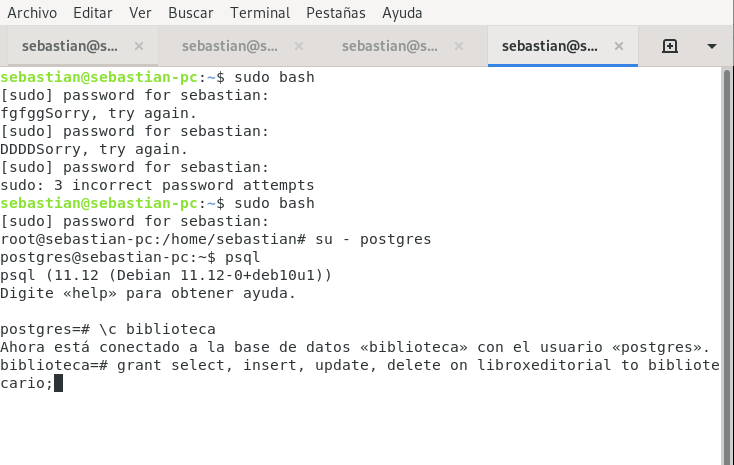 Archivo Editar Ver Buscar Terminal Pestañas Ayuda
sebastian@s... × sebastian@s... × sebastian@s... × sebastian@s... ×
sebastian@sebastian-pc:~$ sudo bash
[sudo] password for sebastian:
fgfggSorry, try again.
[sudo] password for sebastian:
DDDDSorry, try again.
[sudo] password for sebastian:
sudo: 3 incorrect password attempts
sebastian@sebastian-pc:~$ sudo bash
[sudo] password for sebastian:
root@sebastian-pc:/home/sebastian# su - postgres
postgres@sebastian-pc:~$ psql
psql (11.12 (Debian 11.12-0+deb10u1))
Digite «help» para obtener ayuda.

postgres=# \c biblioteca
Ahora está conectado a la base de datos «biblioteca» con el usuario «postgres».
biblioteca=# grant select, insert, update, delete on libroxeditorial to bibliote
cario;